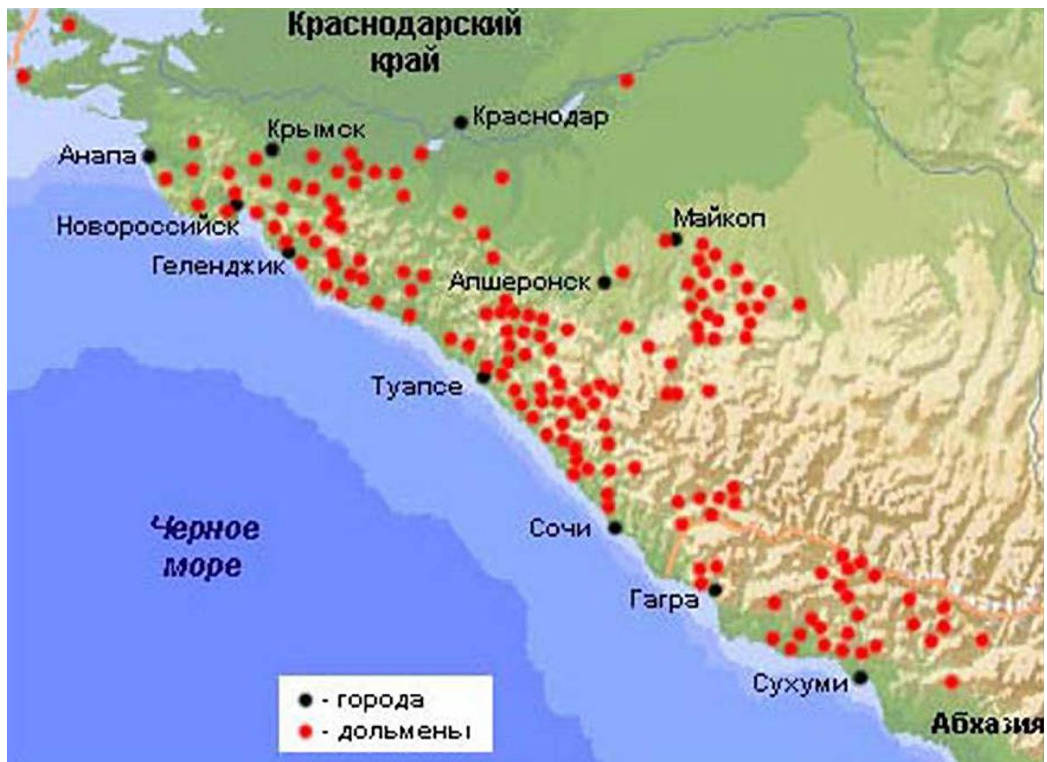 Краснодарский
край
Краснодар
Крымск
Анапа
Новороссийск
Майкоп
Геленджик
Апшеронск
Туапсе
Черное
море
Сочи
Гагра
Сухуми
Абхазия
- города
- дольмены